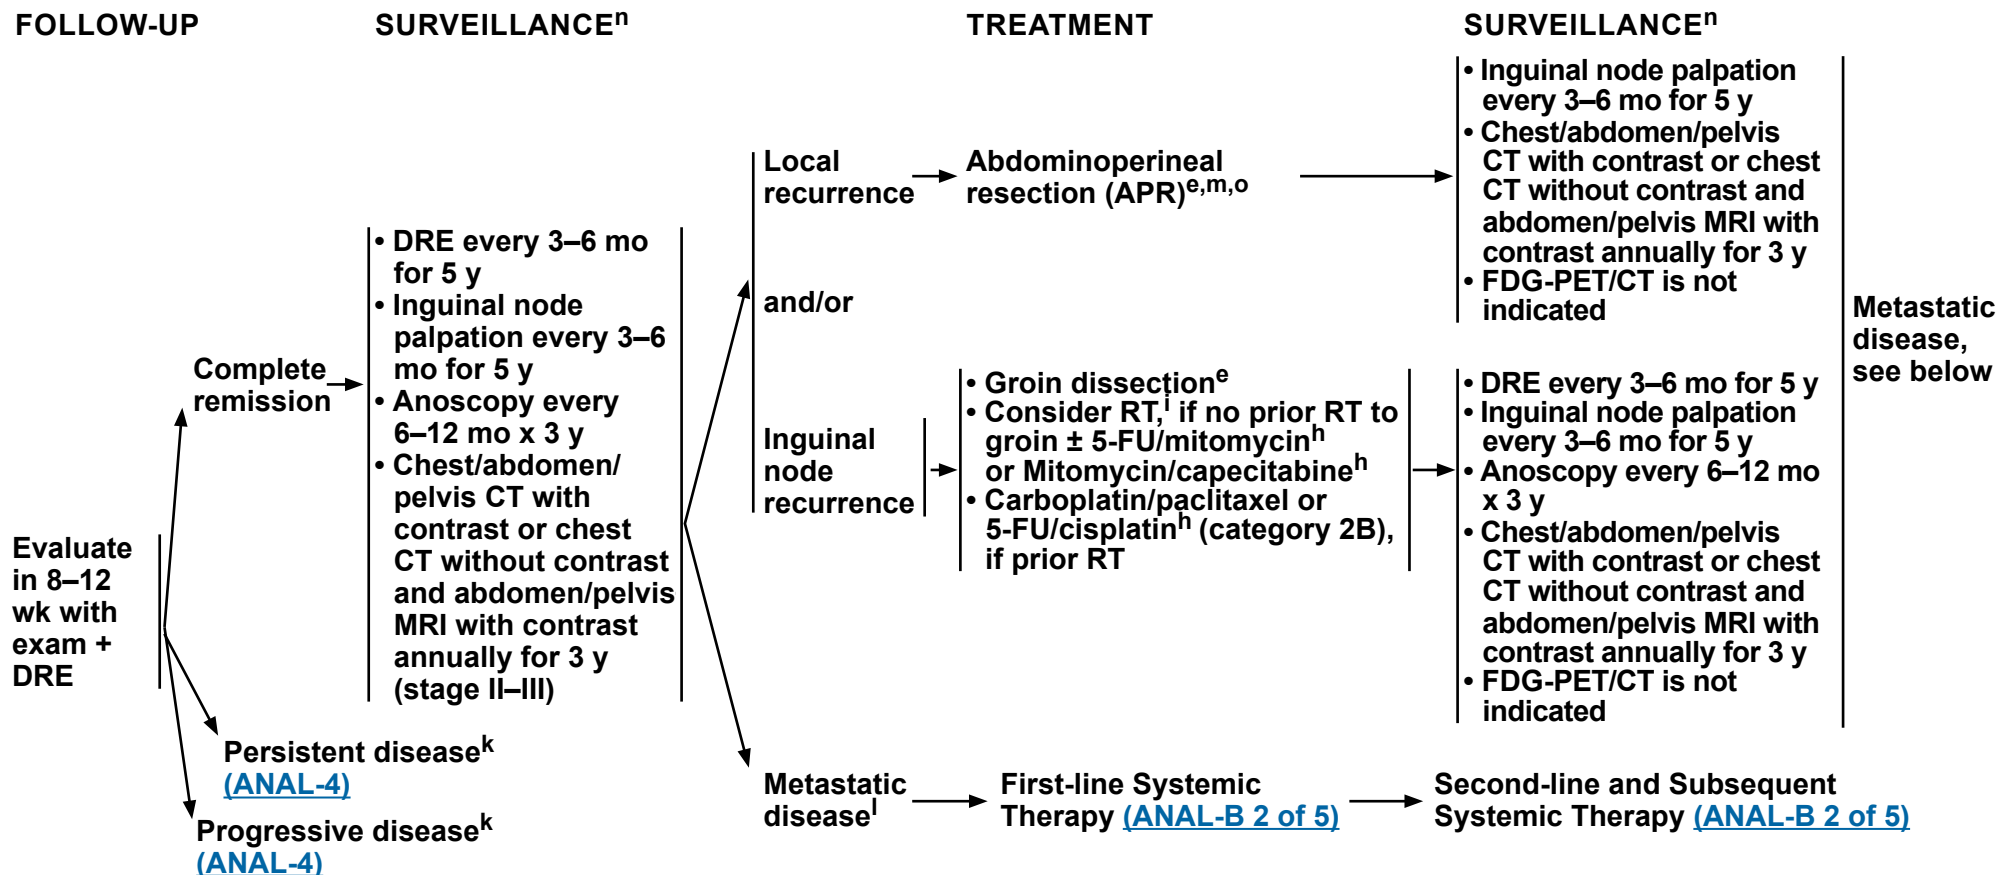 FOLLOW-UP
SURVEILLANCEⁿ
TREATMENT
SURVEILLANCEⁿ
Evaluate
in 8–12
wk with
exam +
DRE
Complete
remission
Persistent diseaseᵏ
(ANAL-4)
Progressive diseaseᵏ
(ANAL-4)
• DRE every 3–6 mo
for 5 y
• Inguinal node
palpation every 3–6
mo for 5 y
• Anoscopy every
6–12 mo x 3 y
• Chest/abdomen/
pelvis CT with
contrast or chest
CT without contrast
and abdomen/pelvis
MRI with contrast
annually for 3 y
(stage II–III)
Local
recurrence
and/or
Inguinal
node
recurrence
Metastatic
diseaseˡ
Abdominoperineal
resection (APR)ᵉ,ᵐ,ᵒ
• Groin dissectionᵉ
• Consider RT,ⁱ if no prior RT to
groin ± 5-FU/mitomycinʰ
or Mitomycin/capecitabineʰ
• Carboplatin/paclitaxel or
5-FU/cisplatinʰ (category 2B),
if prior RT
First-line Systemic
Therapy (ANAL-B 2 of 5)
• Inguinal node palpation
every 3–6 mo for 5 y
• Chest/abdomen/pelvis
CT with contrast or chest
CT without contrast and
abdomen/pelvis MRI with
contrast annually for 3 y
• FDG-PET/CT is not
indicated
• DRE every 3–6 mo for 5 y
• Inguinal node palpation
every 3–6 mo for 5 y
• Anoscopy every 6–12 mo
x 3 y
• Chest/abdomen/pelvis
CT with contrast or chest
CT without contrast and
abdomen/pelvis MRI with
contrast annually for 3 y
• FDG-PET/CT is not
indicated
Second-line and Subsequent
Systemic Therapy (ANAL-B 2 of 5)
Metastatic
disease,
see below